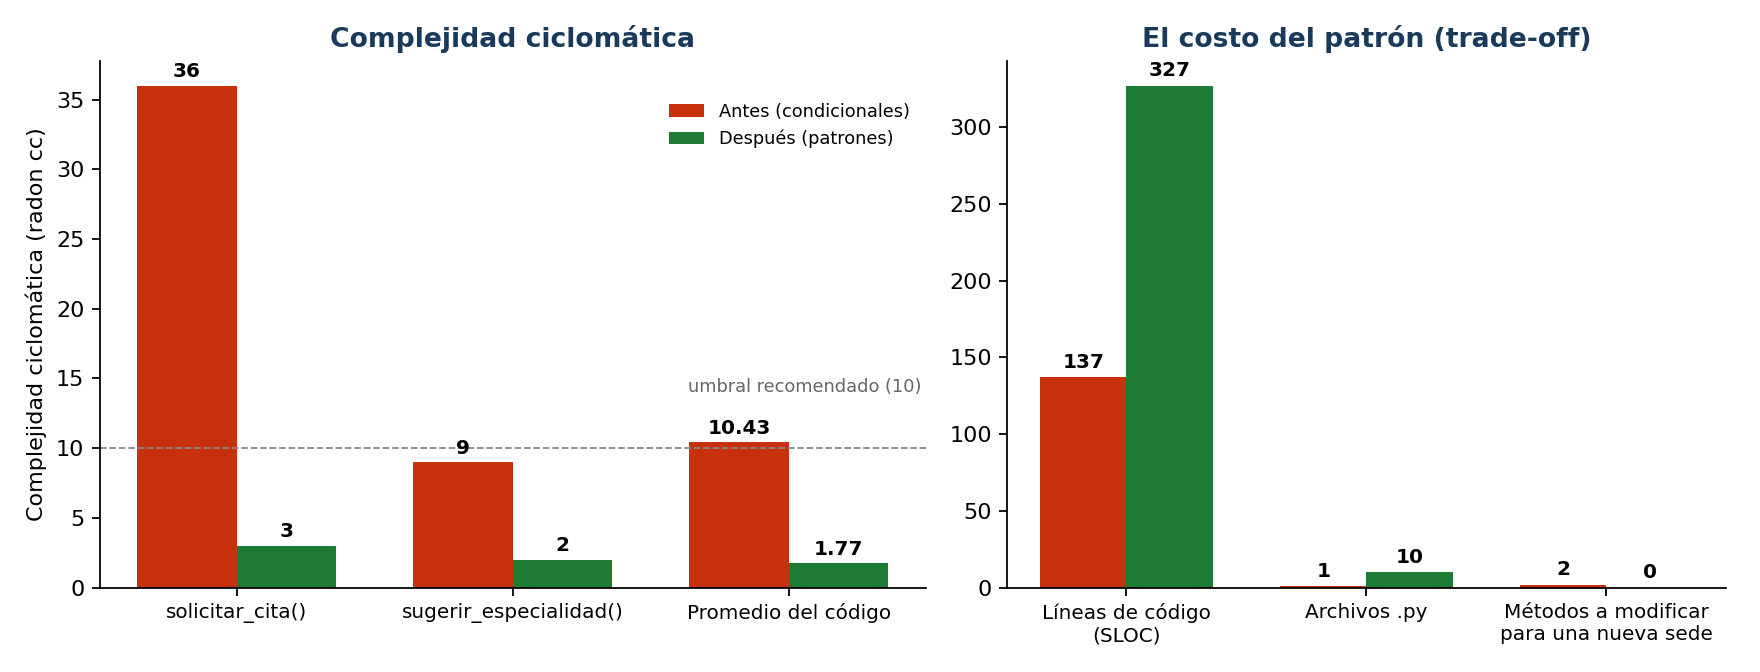 Complejidad ciclomática
Complejidad ciclomática (radon cc)
35
30
25
20
15
10
5
0
36
3
9
2
10.43
1.77
Antes (condicionales)
Después (patrones)
umbral recomendado (10)
solicitar_cita()
sugerir_especialidad()
Promedio del código
El costo del patrón (trade-off)
300
250
200
150
100
50
0
137
327
1
10
2
0
Líneas de código
(SLOC)
Archivos .py
Métodos a modificar
para una nueva sede